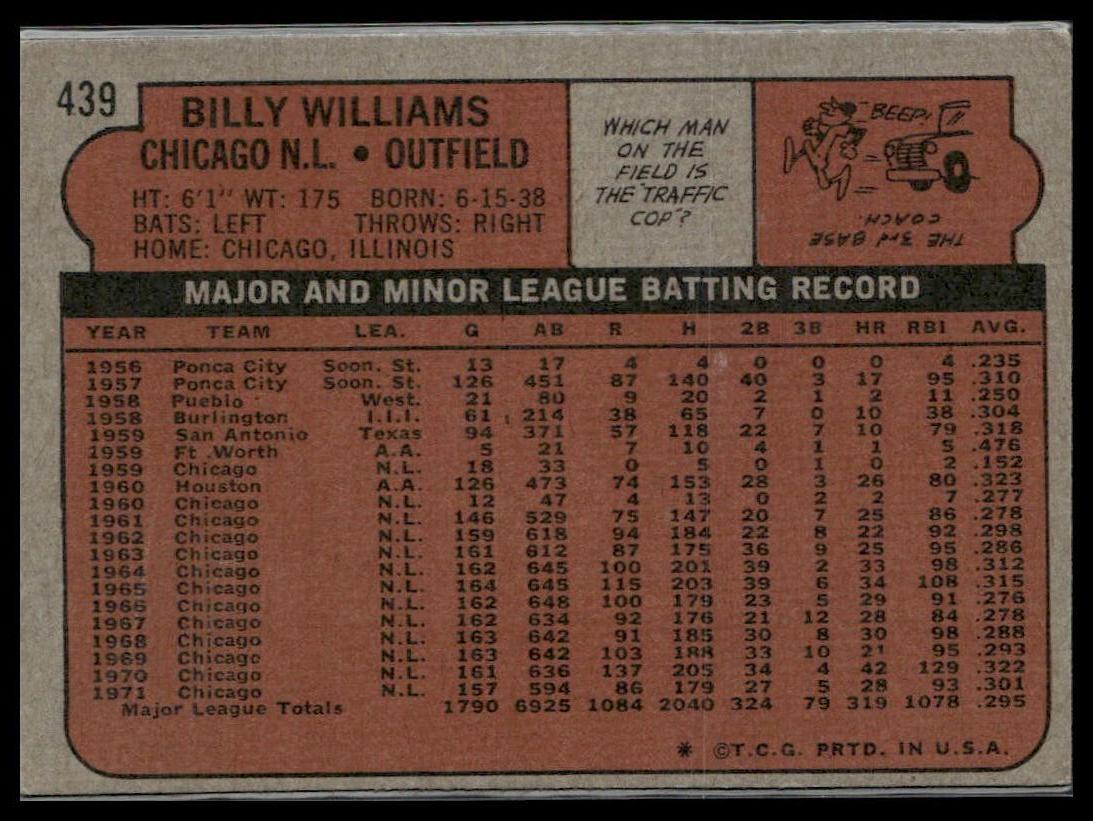 439
BILLY WILLIAMS
CHICAGO N.L. • OUTFIELD
HT: 6'1" WT: 175 BORN: 6-15-38
BATS: LEFT THROWS: RIGHT
HOME: CHICAGO, ILLINOIS
WHICH MAN
ON THE
FIELD IS
THE TRAFFIC
COP?
BEEP!
THE 3rd BASE
COACH.
MAJOR AND MINOR LEAGUE BATTING RECORD
YEAR TEAM LEA. G AB R H 2B 3B HR RBI AVG.
1956 Ponca City Soon. St. 13 17 4 4 0 0 0 4 .235
1957 Ponca City Soon. St. 126 451 87 140 40 3 17 95 .310
1958 Pueblo West. 21 80 9 20 2 1 2 11 .250
1958 Burlington I.I.I. 61 214 38 65 7 0 10 38 .304
1959 San Antonio Texas 94 371 57 118 22 7 10 79 .318
1959 Ft. Worth A.A. 5 21 7 10 4 1 1 5 .476
1959 Chicago N.L. 18 33 0 5 0 1 0 2 .152
1960 Houston A.A. 126 473 74 153 28 3 26 80 .323
1960 Chicago N.L. 12 47 4 13 0 2 2 7 .277
1961 Chicago N.L. 146 529 75 147 20 7 25 86 .278
1962 Chicago N.L. 159 618 94 184 22 8 22 92 .298
1963 Chicago N.L. 161 612 87 175 36 9 25 95 .286
1964 Chicago N.L. 162 645 100 201 39 2 33 98 .312
1965 Chicago N.L. 164 645 115 203 39 6 34 108 .315
1966 Chicago N.L. 162 648 100 179 23 5 29 91 .276
1967 Chicago N.L. 162 634 92 176 21 12 28 84 .278
1968 Chicago N.L. 163 642 91 185 30 8 30 98 .288
1969 Chicago N.L. 163 642 103 188 33 10 21 95 .293
1970 Chicago N.L. 161 636 137 205 34 4 42 129 .322
1971 Chicago N.L. 157 594 86 179 27 5 28 93 .301
Major League Totals 1790 6925 1084 2040 324 79 319 1078 .295
* ©T.C.G. PRTD. IN U.S.A.